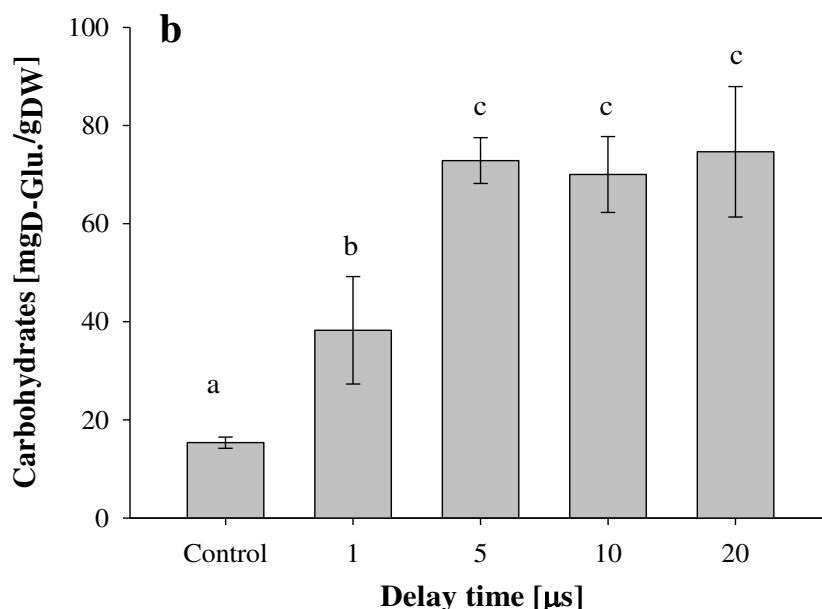 b
Carbohydrates [mgD-Glu./gDW]
100
80
60
40
20
0
a
b
c
c
c
Control 1 5 10 20
Delay time [μs]